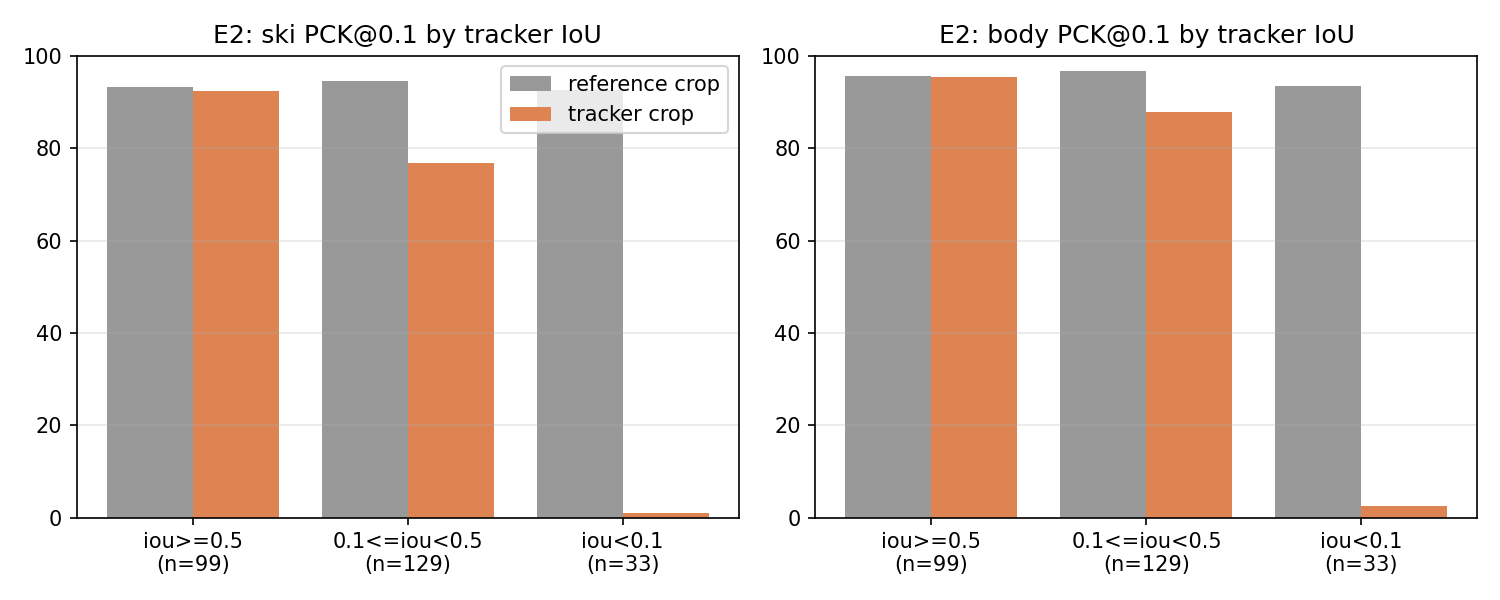 E2: ski PCK@0.1 by tracker IoU
100
80
60
40
20
0
reference crop
tracker crop
iou>=0.5
(n=99)
0.1<=iou<0.5
(n=129)
iou<0.1
(n=33)
E2: body PCK@0.1 by tracker IoU
100
80
60
40
20
0
iou>=0.5
(n=99)
0.1<=iou<0.5
(n=129)
iou<0.1
(n=33)